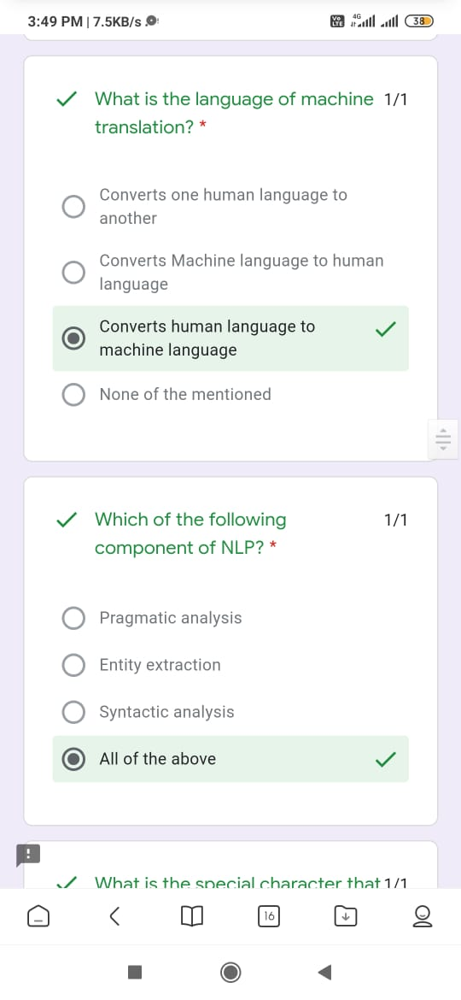 3:49 PM | 7.5KB/s
Vo LTE 4G 38
What is the language of machine 1/1
translation? *
Converts one human language to
another
Converts Machine language to human
language
Converts human language to
machine language
None of the mentioned
Which of the following 1/1
component of NLP? *
Pragmatic analysis
Entity extraction
Syntactic analysis
All of the above
!
What is the special character that 1/1
16